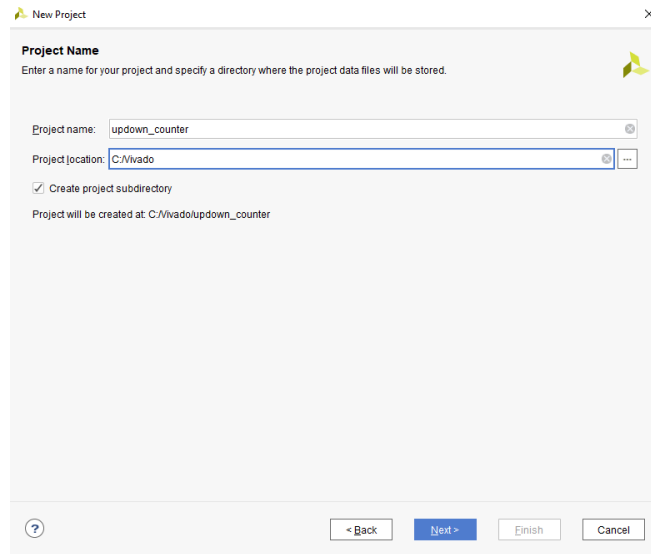 New Project
Project Name
Enter a name for your project and specify a directory where the project data files will be stored.
Project name: updown_counter
Project location: C:/Vivado ...
Create project subdirectory
Project will be created at: C:/Vivado/updown_counter
? < Back Next > Finish Cancel